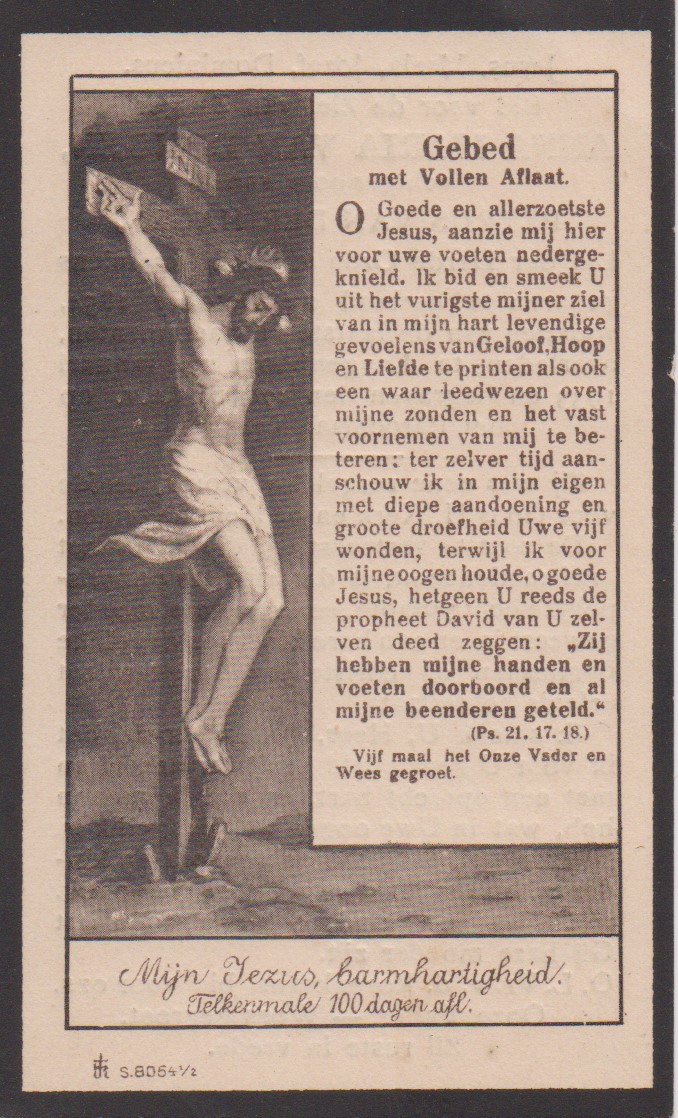 Gebed
met Vollen Aflaat.
O Goede en allerzoetste
Jesus, aanzie mij hier
voor uwe voeten nederge-
knield. Ik bid en smeek U
uit het vurigste mijner ziel
van in mijn hart levendige
gevoelens van Geloof, Hoop
en Liefde te printen als ook
een waar leedwezen over
mijne zonden en het vast
voornemen van mij te be-
teren; ter zelver tijd aan-
schouw ik in mijn eigen
met diepe aandoening en
groote droefheid Uwe vijf
wonden, terwijl ik voor
mijne oogen houde, o goede
Jesus, hetgeen U reeds de
propheet David van U zel-
ven deed zeggen: „Zij
hebben mijne handen en
voeten doorboord en al
mijne beenderen geteld.“
(Ps. 21. 17. 18.)
Vijf maal het Onze Vader en
Wees gegroet.
Mijn Jezus, barmhartigheid.
Telkenmale 100 dagen afl.
S. 8064½